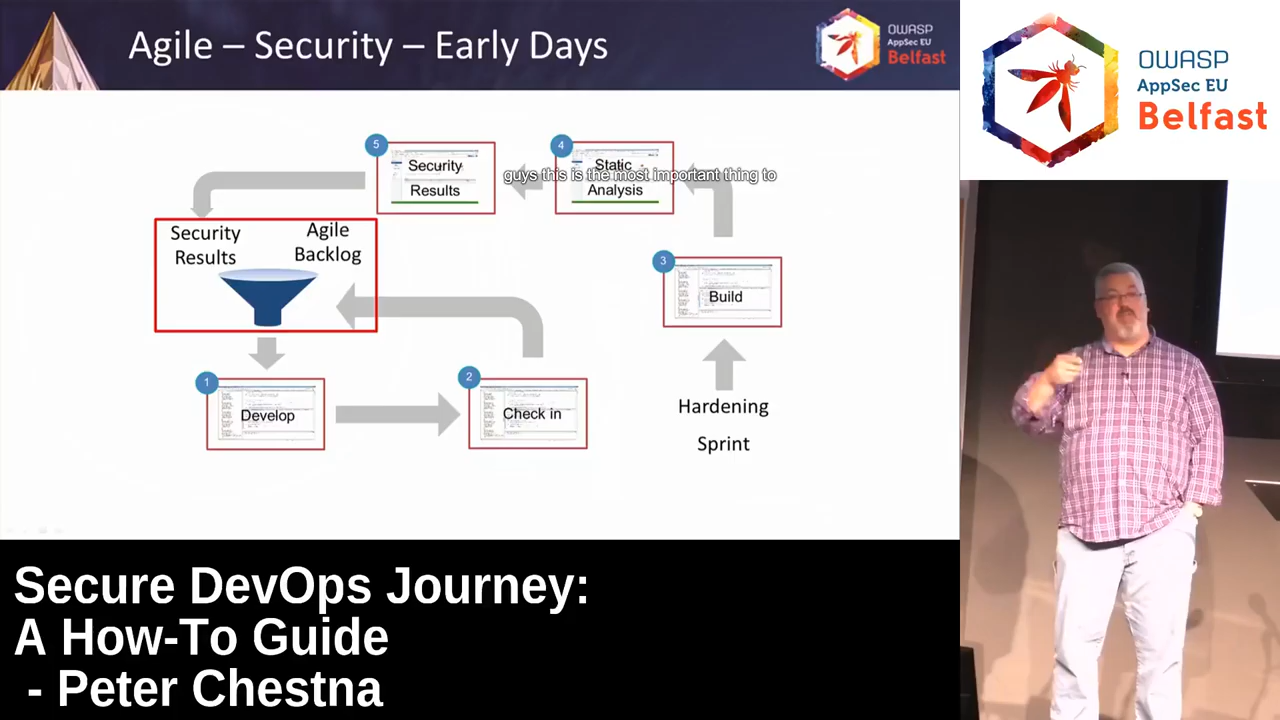 Agile – Security – Early Days
OWASP
AppSec EU
Belfast
OWASP
AppSec EU
Belfast
5
Security
Results
4
Static
Analysis
guys this is the most important thing to
Security
Results
Agile
Backlog
3
Build
1
Develop
2
Check in
Hardening
Sprint
Secure DevOps Journey:
A How-To Guide
- Peter Chestna